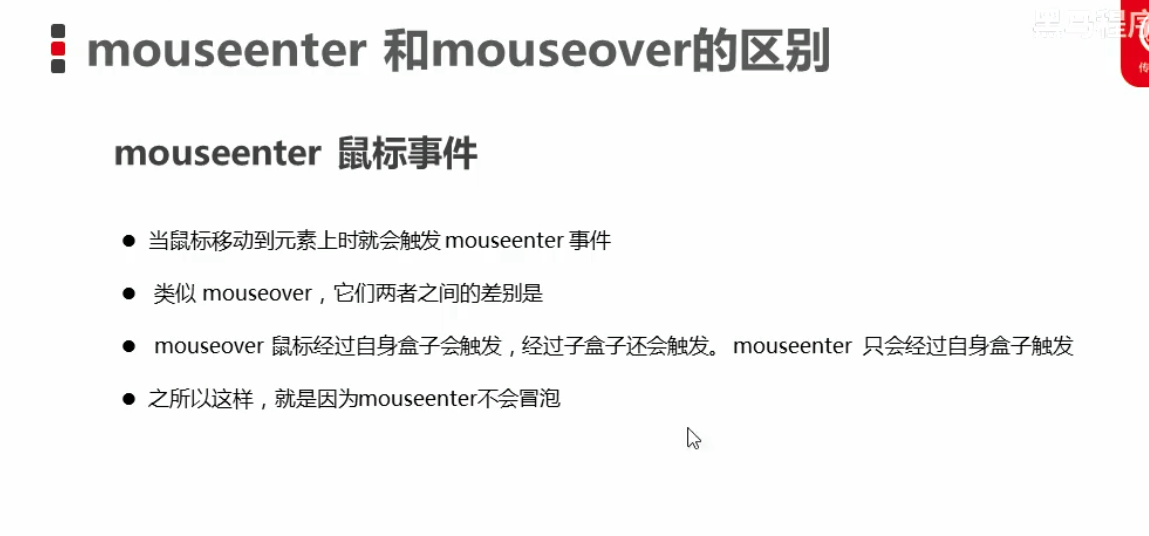 mouseenter 和mouseover的区别
黑马程序
传
mouseenter 鼠标事件
当鼠标移动到元素上时就会触发 mouseenter 事件
类似 mouseover，它们两者之间的差别是
mouseover 鼠标经过自身盒子会触发，经过子盒子还会触发。 mouseenter 只会经过自身盒子触发
之所以这样，就是因为mouseenter不会冒泡